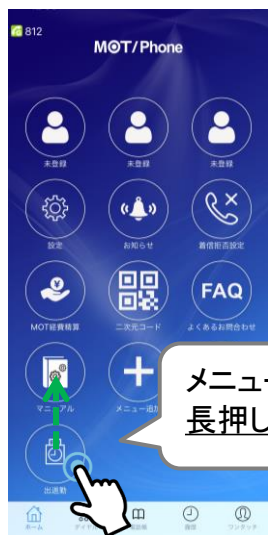 812
MOT/Phone
未登録 未登録 未登録
設定 お知らせ 着信拒否設定
FAQ
MOT経費精算 二次元コード よくあるお問合わせ
マニュアル メニュー追加
メニュー
長押し
出退勤
ホーム 履歴 ワンタッチ